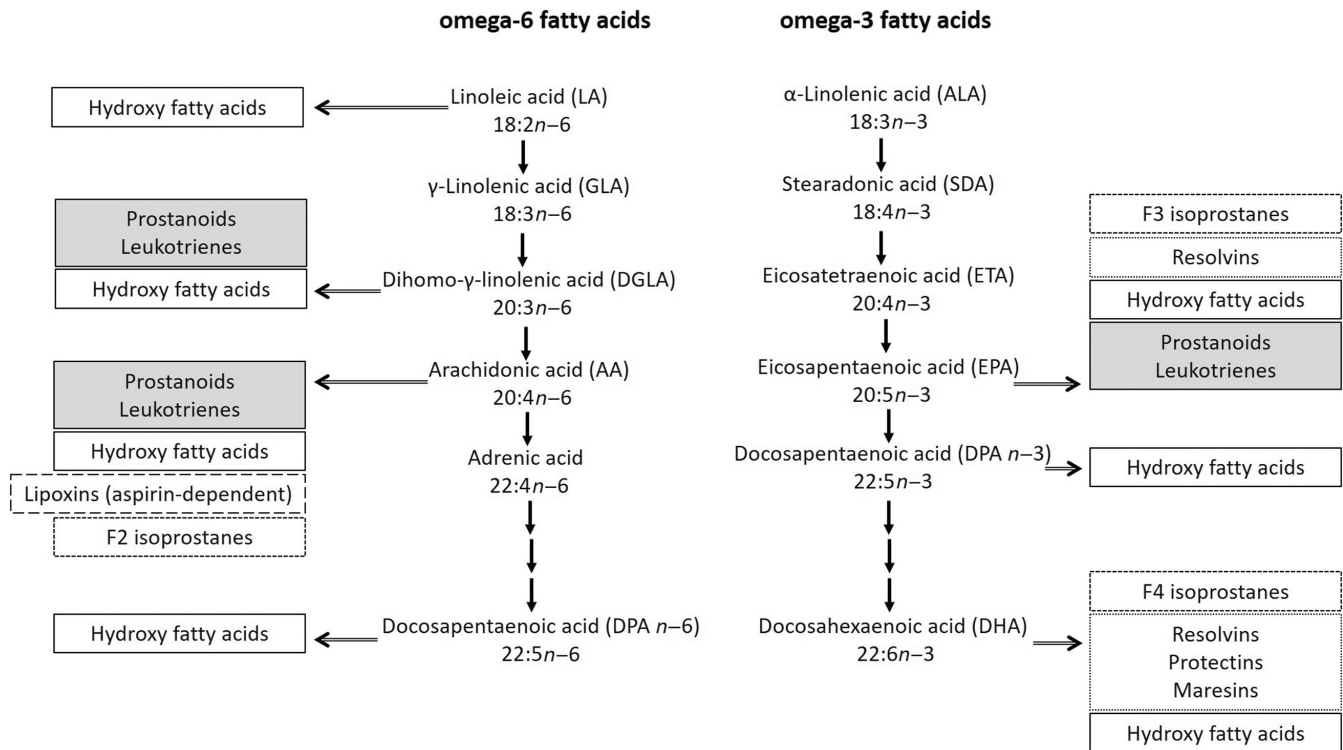 omega-6 fatty acids
omega-3 fatty acids
Hydroxy fatty acids
Linoleic acid (LA)
18:2n–6
α-Linolenic acid (ALA)
18:3n–3
γ-Linolenic acid (GLA)
18:3n–6
Stearadonic acid (SDA)
18:4n–3
Prostanoids
Leukotrienes
Hydroxy fatty acids
Dihomo-γ-linolenic acid (DGLA)
20:3n–6
Eicosatetraenoic acid (ETA)
20:4n–3
F3 isoprostanes
Resolvins
Hydroxy fatty acids
Prostanoids
Leukotrienes
Prostanoids
Leukotrienes
Hydroxy fatty acids
Lipoxins (aspirin-dependent)
F2 isoprostanes
Arachidonic acid (AA)
20:4n–6
Eicosapentaenoic acid (EPA)
20:5n–3
Adrenic acid
22:4n–6
Docosapentaenoic acid (DPA n–3)
22:5n–3
Hydroxy fatty acids
Hydroxy fatty acids
Docosapentaenoic acid (DPA n–6)
22:5n–6
Docosahexaenoic acid (DHA)
22:6n–3
F4 isoprostanes
Resolvins
Protectins
Maresins
Hydroxy fatty acids